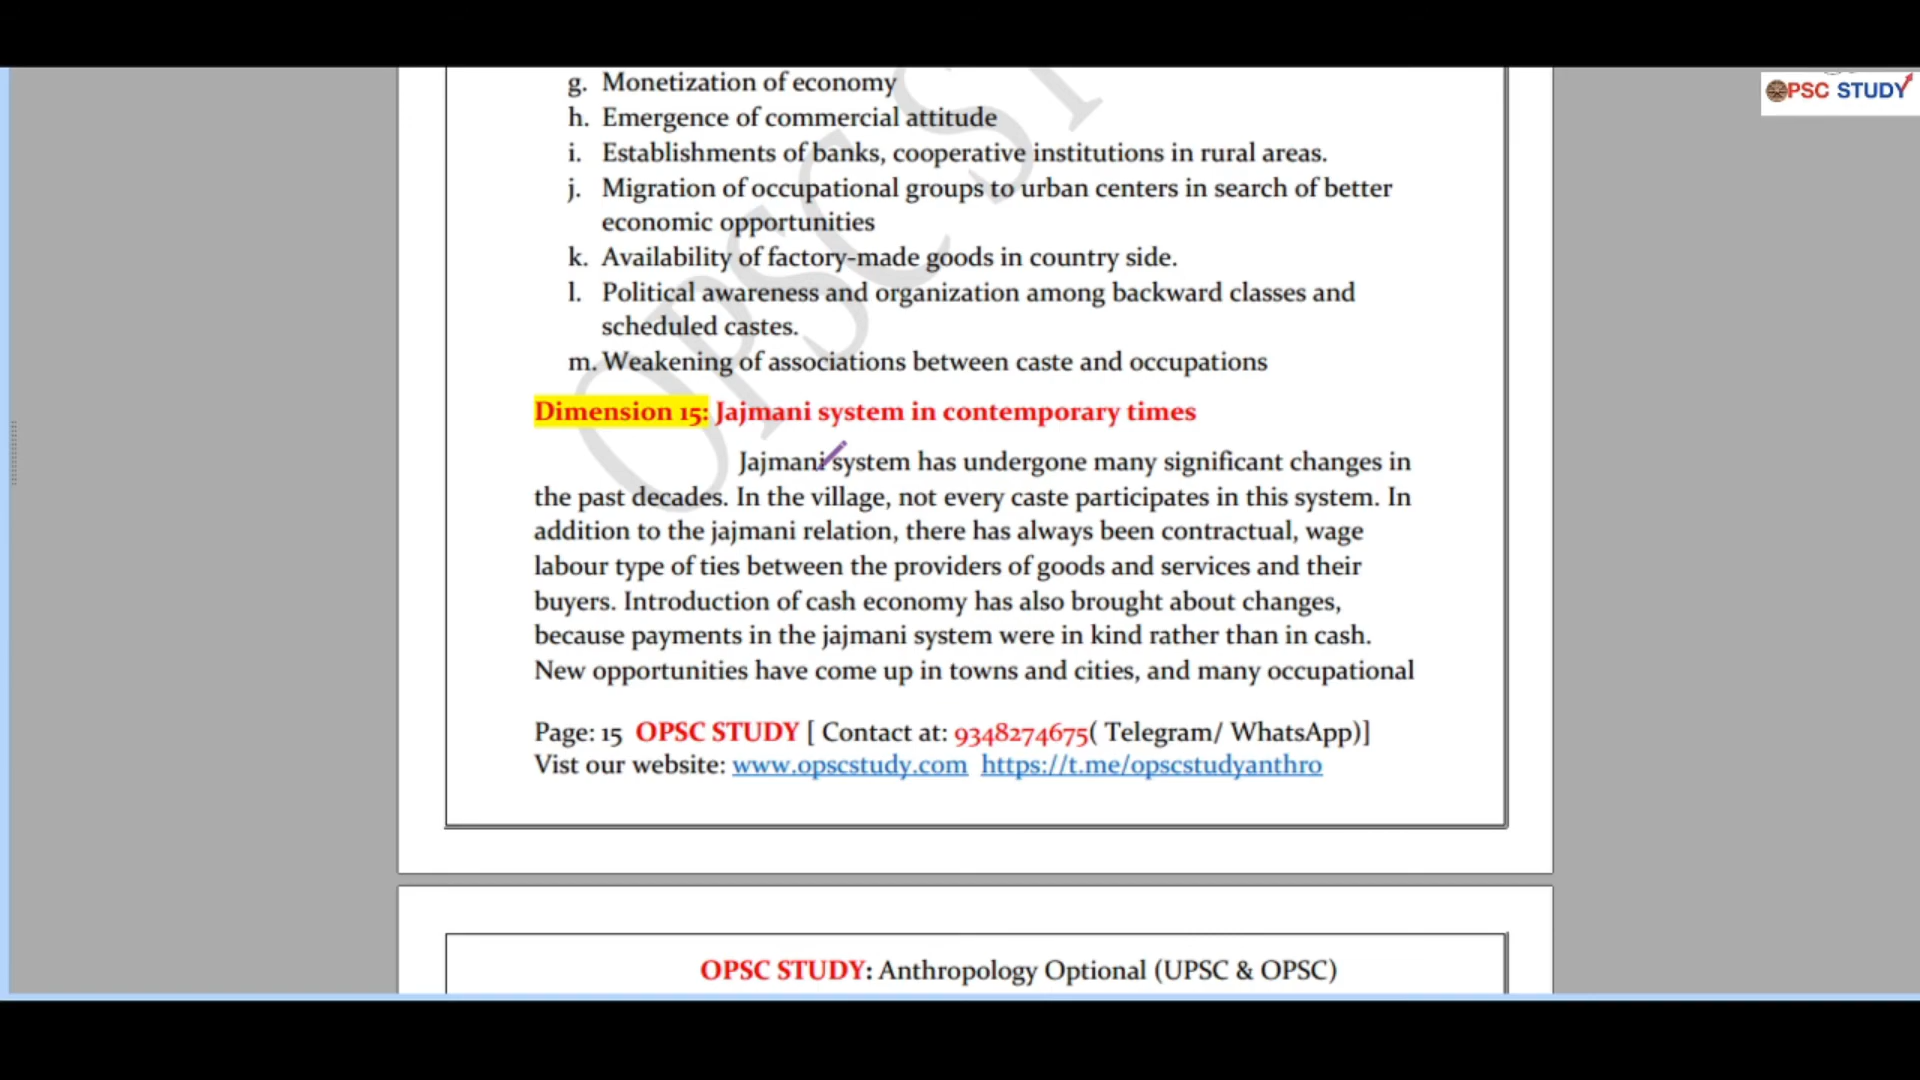 OPSC STUDY
g. Monetization of economy
h. Emergence of commercial attitude
i. Establishments of banks, cooperative institutions in rural areas.
j. Migration of occupational groups to urban centers in search of better
economic opportunities
k. Availability of factory-made goods in country side.
l. Political awareness and organization among backward classes and
scheduled castes.
m. Weakening of associations between caste and occupations
Dimension 15: Jajmani system in contemporary times
Jajmani system has undergone many significant changes in
the past decades. In the village, not every caste participates in this system. In
addition to the jajmani relation, there has always been contractual, wage
labour type of ties between the providers of goods and services and their
buyers. Introduction of cash economy has also brought about changes,
because payments in the jajmani system were in kind rather than in cash.
New opportunities have come up in towns and cities, and many occupational
Page: 15 OPSC STUDY [ Contact at: 9348274675( Telegram/ WhatsApp)]
Vist our website: www.opscstudy.com https://t.me/opscstudyanthro
OPSC STUDY: Anthropology Optional (UPSC & OPSC)
OPSC ST